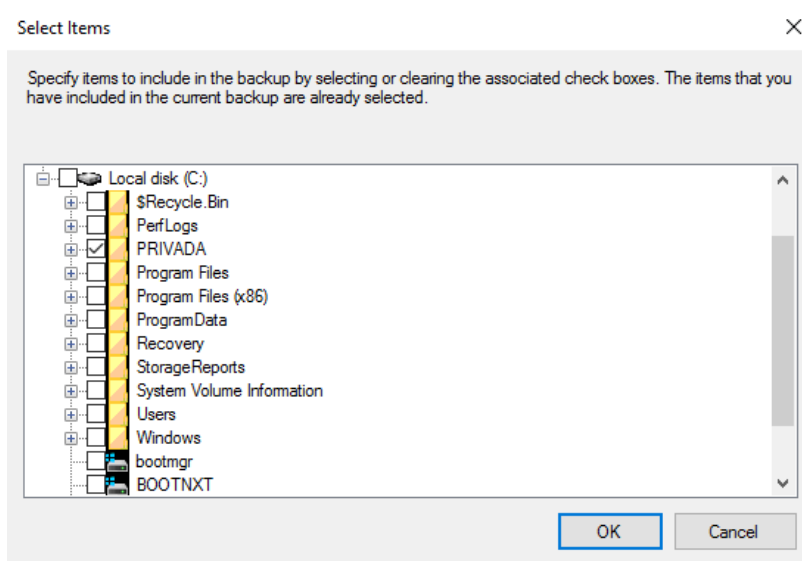 Select Items
Specify items to include in the backup by selecting or clearing the associated check boxes. The items that you
have included in the current backup are already selected.
Local disk (C:)
$Recycle.Bin
PerfLogs
PRIVADA
Program Files
Program Files (x86)
ProgramData
Recovery
StorageReports
System Volume Information
Users
Windows
bootmgr
BOOTNXT
OK
Cancel